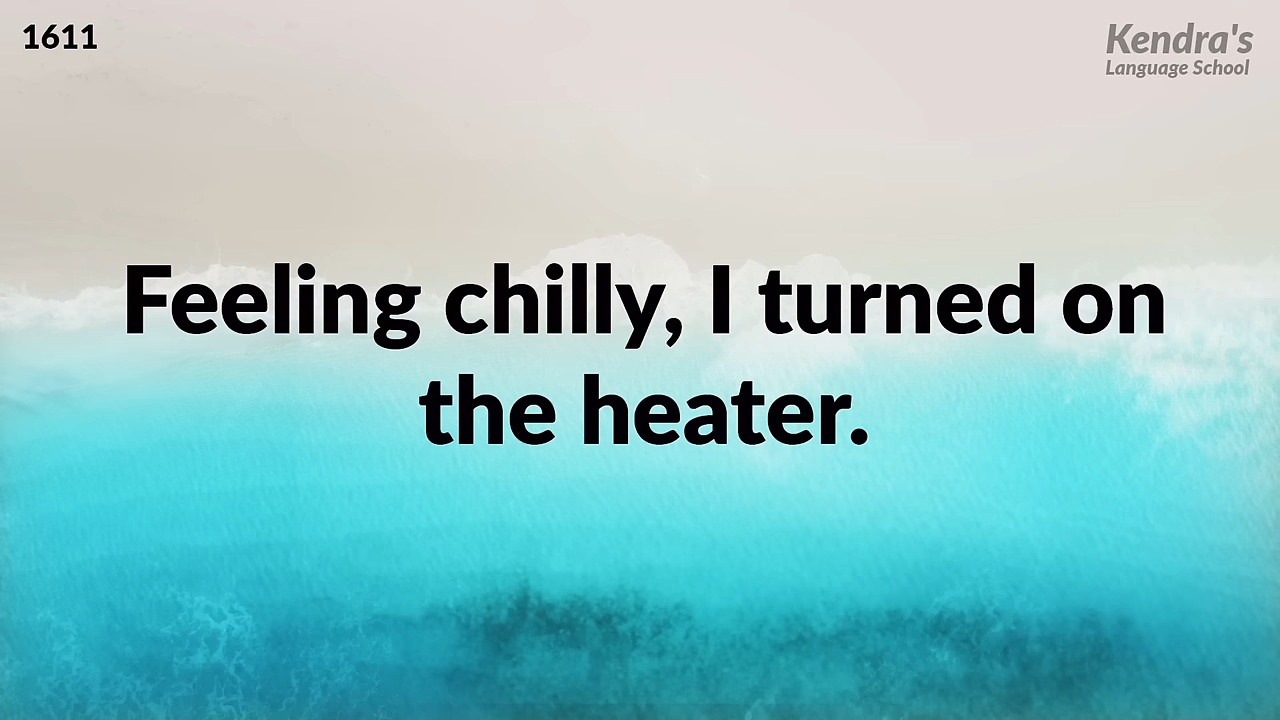 1611
Kendra's
Language School
Feeling chilly, I turned on
the heater.